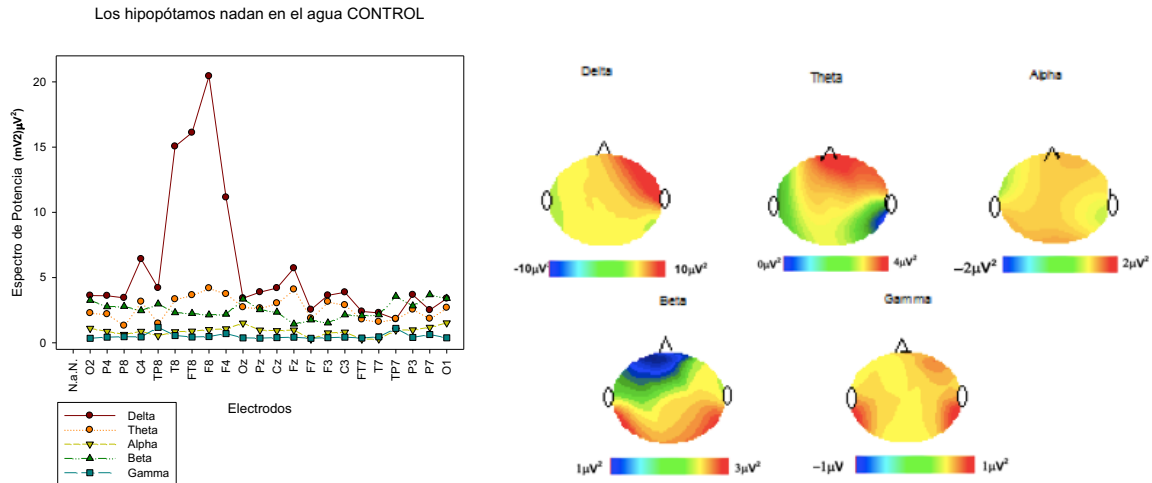 Los hipopótamos nadan en el agua CONTROL
Espectro de Potencia (mV2)μV²
20
15
10
5
0
N.a.N.
O2
P4
P8
C4
TP8
T8
FT8
F8
F4
Oz
Pz
Cz
Fz
F7
F3
C3
FT7
T7
TP7
P3
P7
O1
Electrodos
Delta
Theta
Alpha
Beta
Gamma
Delta
-10μV² 10μV²
Theta
0μV² 4μV²
Alpha
-2μV² 2μV²
Beta
1μV² 3μV²
Gamma
-1μV 1μV²